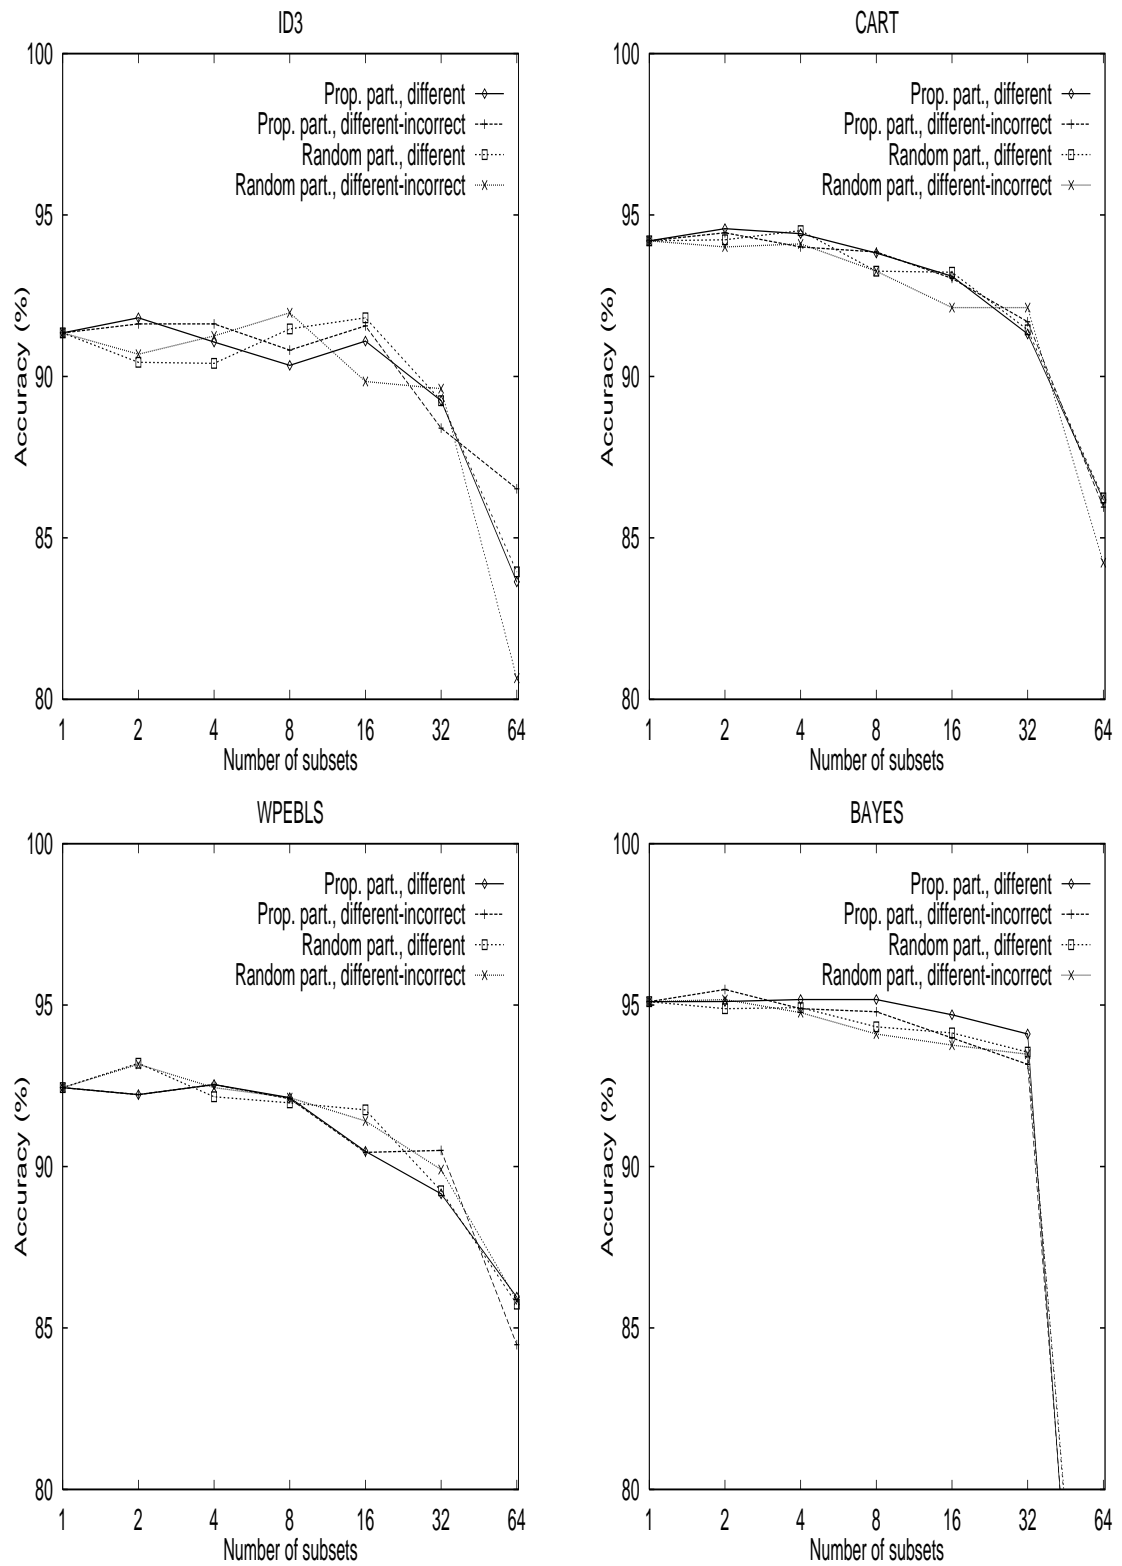 ID3
100
95
90
85
80
Accuracy (%)
Prop. part., different
Prop. part., different-incorrect
Random part., different
Random part., different-incorrect
1 2 4 8 16 32 64
Number of subsets
CART
100
95
90
85
80
Accuracy (%)
Prop. part., different
Prop. part., different-incorrect
Random part., different
Random part., different-incorrect
1 2 4 8 16 32 64
Number of subsets
WPEBLS
100
95
90
85
80
Accuracy (%)
Prop. part., different
Prop. part., different-incorrect
Random part., different
Random part., different-incorrect
1 2 4 8 16 32 64
Number of subsets
BAYES
100
95
90
85
80
Accuracy (%)
Prop. part., different
Prop. part., different-incorrect
Random part., different
Random part., different-incorrect
1 2 4 8 16 32 64
Number of subsets